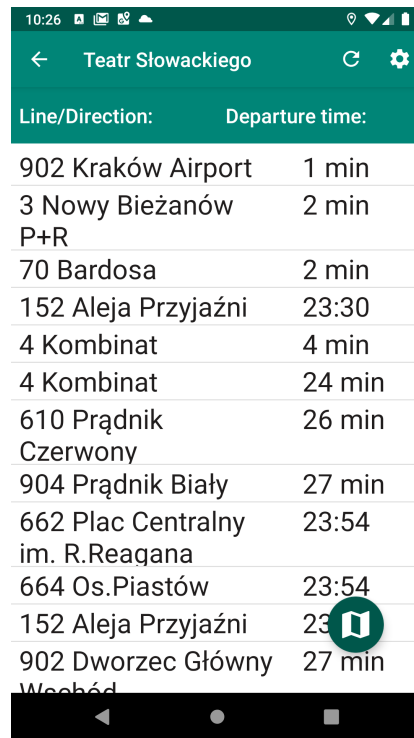 10:26
Teatr Słowackiego
Line/Direction: Departure time:
902 Kraków Airport 1 min
3 Nowy Bieżanów 2 min
P+R
70 Bardosa 2 min
152 Aleja Przyjaźni 23:30
4 Kombinat 4 min
4 Kombinat 24 min
610 Prądnik 26 min
Czerwony
904 Prądnik Biały 27 min
662 Plac Centralny 23:54
im. R.Reagana
664 Os.Piastów 23:54
152 Aleja Przyjaźni
902 Dworzec Główny 27 min
Wschód